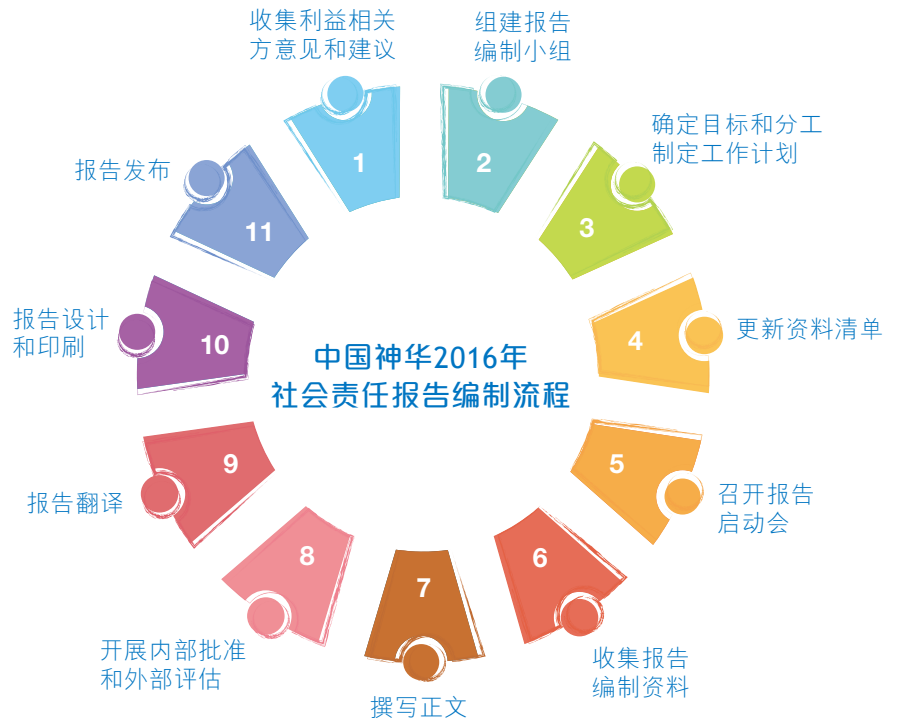 中国神华2016年
社会责任报告编制流程
1
收集利益相关
方意见和建议
2
组建报告
编制小组
3
确定目标和分工
制定工作计划
4
更新资料清单
5
召开报告
启动会
6
收集报告
编制资料
7
撰写正文
8
开展内部批准
和外部评估
9
报告翻译
10
报告设计
和印刷
11
报告发布